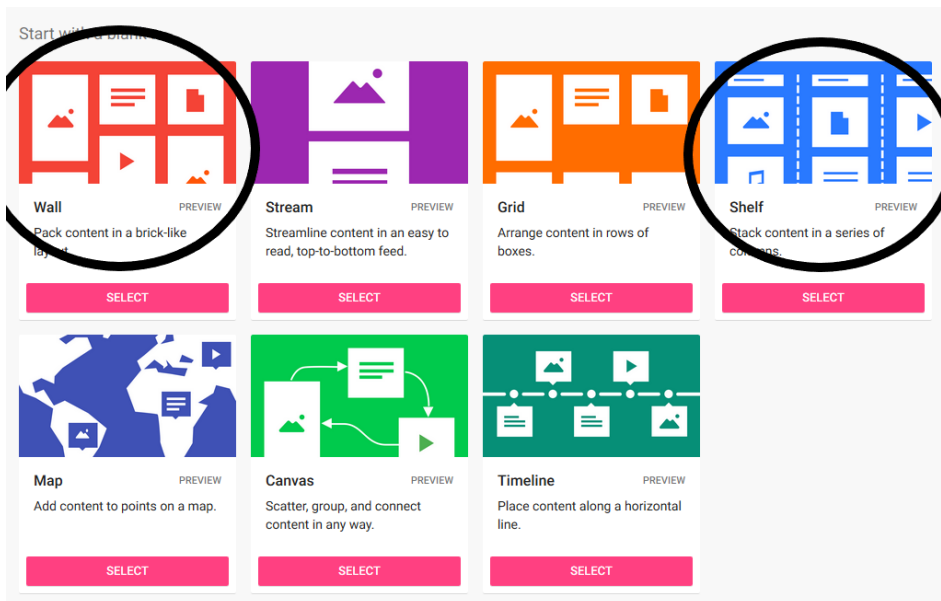 Start with a blank
Wall PREVIEW
Pack content in a brick-like
layout.
SELECT
Stream PREVIEW
Streamline content in an easy to
read, top-to-bottom feed.
SELECT
Grid PREVIEW
Arrange content in rows of
boxes.
SELECT
Shelf PREVIEW
Stack content in a series of
columns.
SELECT
Map PREVIEW
Add content to points on a map.
SELECT
Canvas PREVIEW
Scatter, group, and connect
content in any way.
SELECT
Timeline PREVIEW
Place content along a horizontal
line.
SELECT